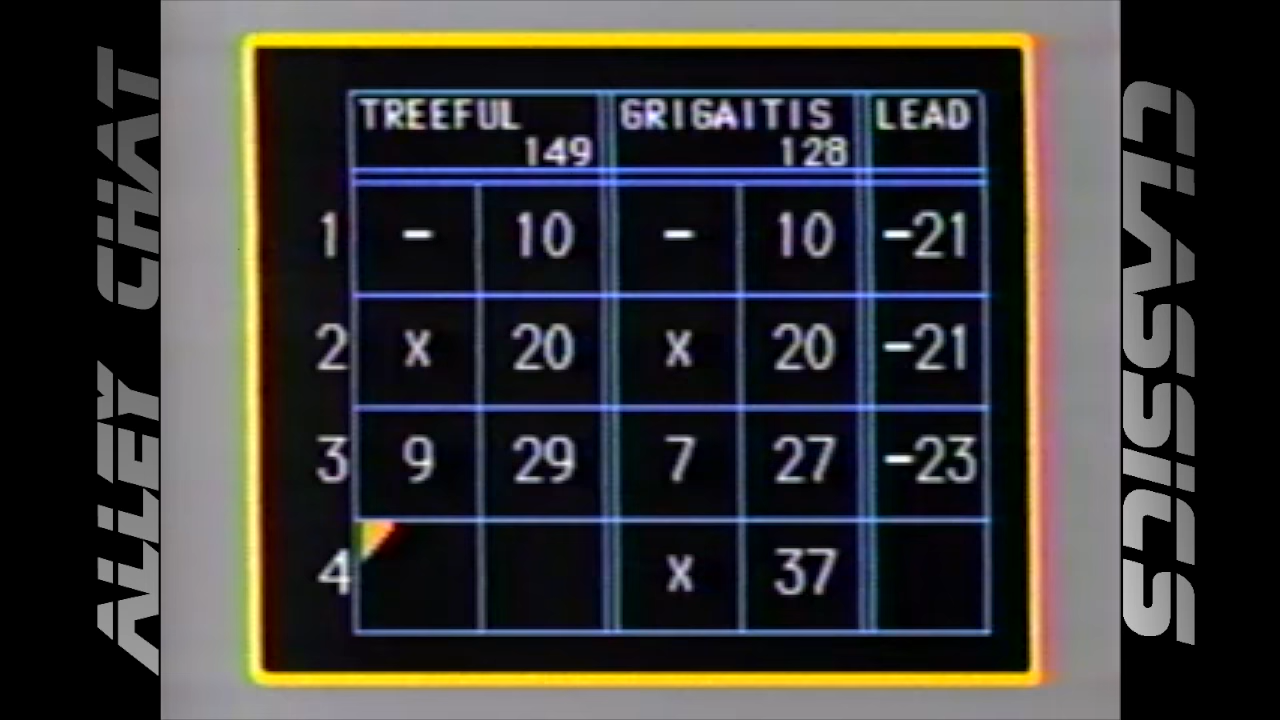 ALLEY CHAT
TREEFUL GRIGAITIS LEAD
149 128
1 - 10 - 10 -21
2 X 20 X 20 -21
3 9 29 7 27 -23
4 X 37
CLASSICS